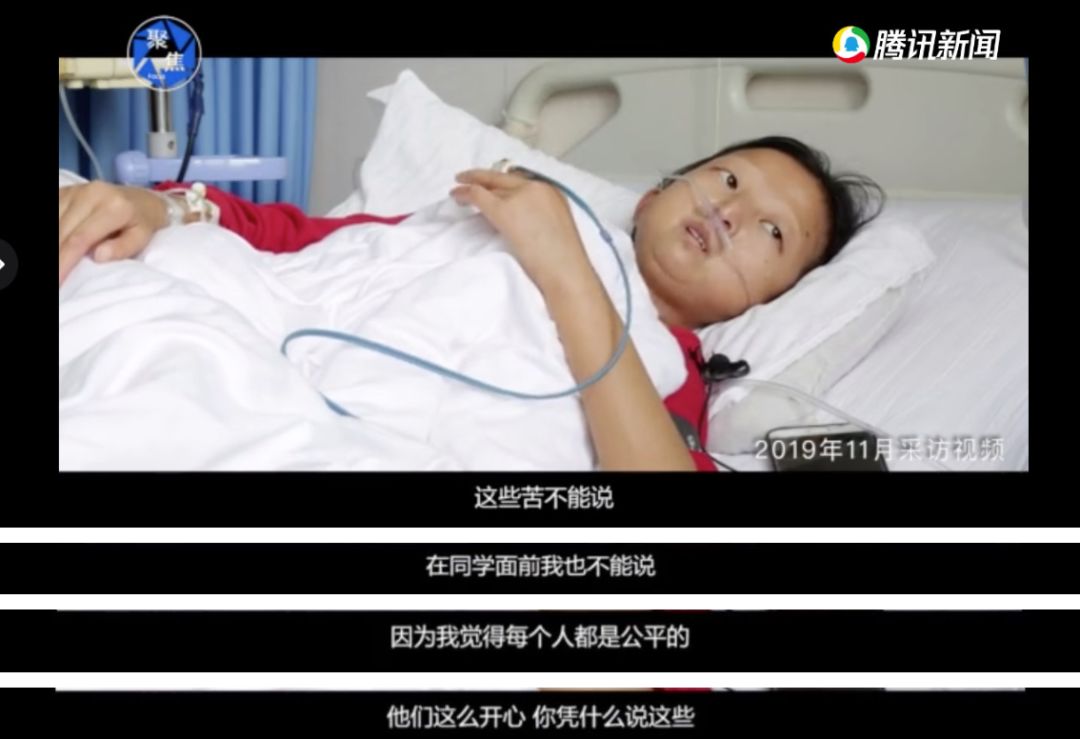 聚
焦
FOCUS
腾讯新闻
2019年11月采访视频
这些苦不能说
在同学面前我也不能说
因为我觉得每个人都是公平的
他们这么开心 你凭什么说这些